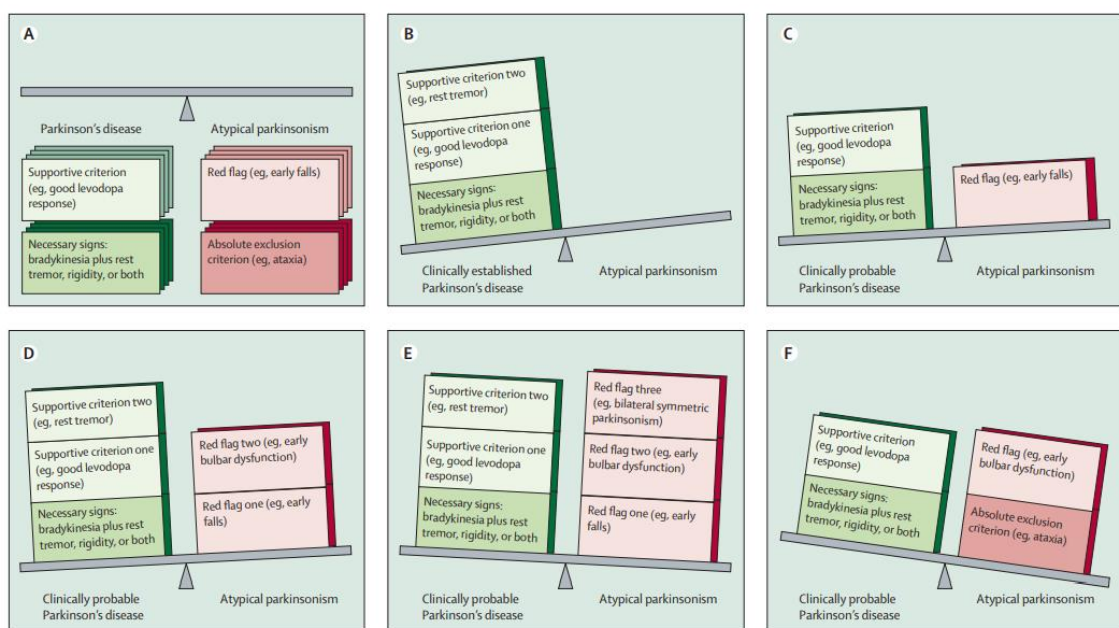 A
Parkinson's disease
Atypical parkinsonism
Supportive criterion
(eg, good levodopa
response)
Red flag (eg, early falls)
Necessary signs:
bradykinesia plus rest
tremor, rigidity, or both
Absolute exclusion
criterion (eg, ataxia)
B
Supportive criterion two
(eg, rest tremor)
Supportive criterion one
(eg, good levodopa
response)
Necessary signs:
bradykinesia plus rest
tremor, rigidity, or both
Clinically established
Parkinson's disease
Atypical parkinsonism
C
Supportive criterion
(eg, good levodopa
response)
Necessary signs:
bradykinesia plus rest
tremor, rigidity, or both
Red flag (eg, early falls)
Clinically probable
Parkinson's disease
Atypical parkinsonism
D
Supportive criterion two
(eg, rest tremor)
Supportive criterion one
(eg, good levodopa
response)
Necessary signs:
bradykinesia plus rest
tremor, rigidity, or both
Red flag two (eg, early
bulbar dysfunction)
Red flag one (eg, early
falls)
Clinically probable
Parkinson's disease
Atypical parkinsonism
E
Supportive criterion two
(eg, rest tremor)
Supportive criterion one
(eg, good levodopa
response)
Necessary signs:
bradykinesia plus rest
tremor, rigidity, or both
Red flag three
(eg, bilateral symmetric
parkinsonism)
Red flag two (eg, early
bulbar dysfunction)
Red flag one (eg, early
falls)
Clinically probable
Parkinson's disease
Atypical parkinsonism
F
Supportive criterion
(eg, good levodopa
response)
Necessary signs:
bradykinesia plus rest
tremor, rigidity, or both
Red flag (eg, early
bulbar dysfunction)
Absolute exclusion
criterion (eg, ataxia)
Clinically probable
Parkinson's disease
Atypical parkinsonism